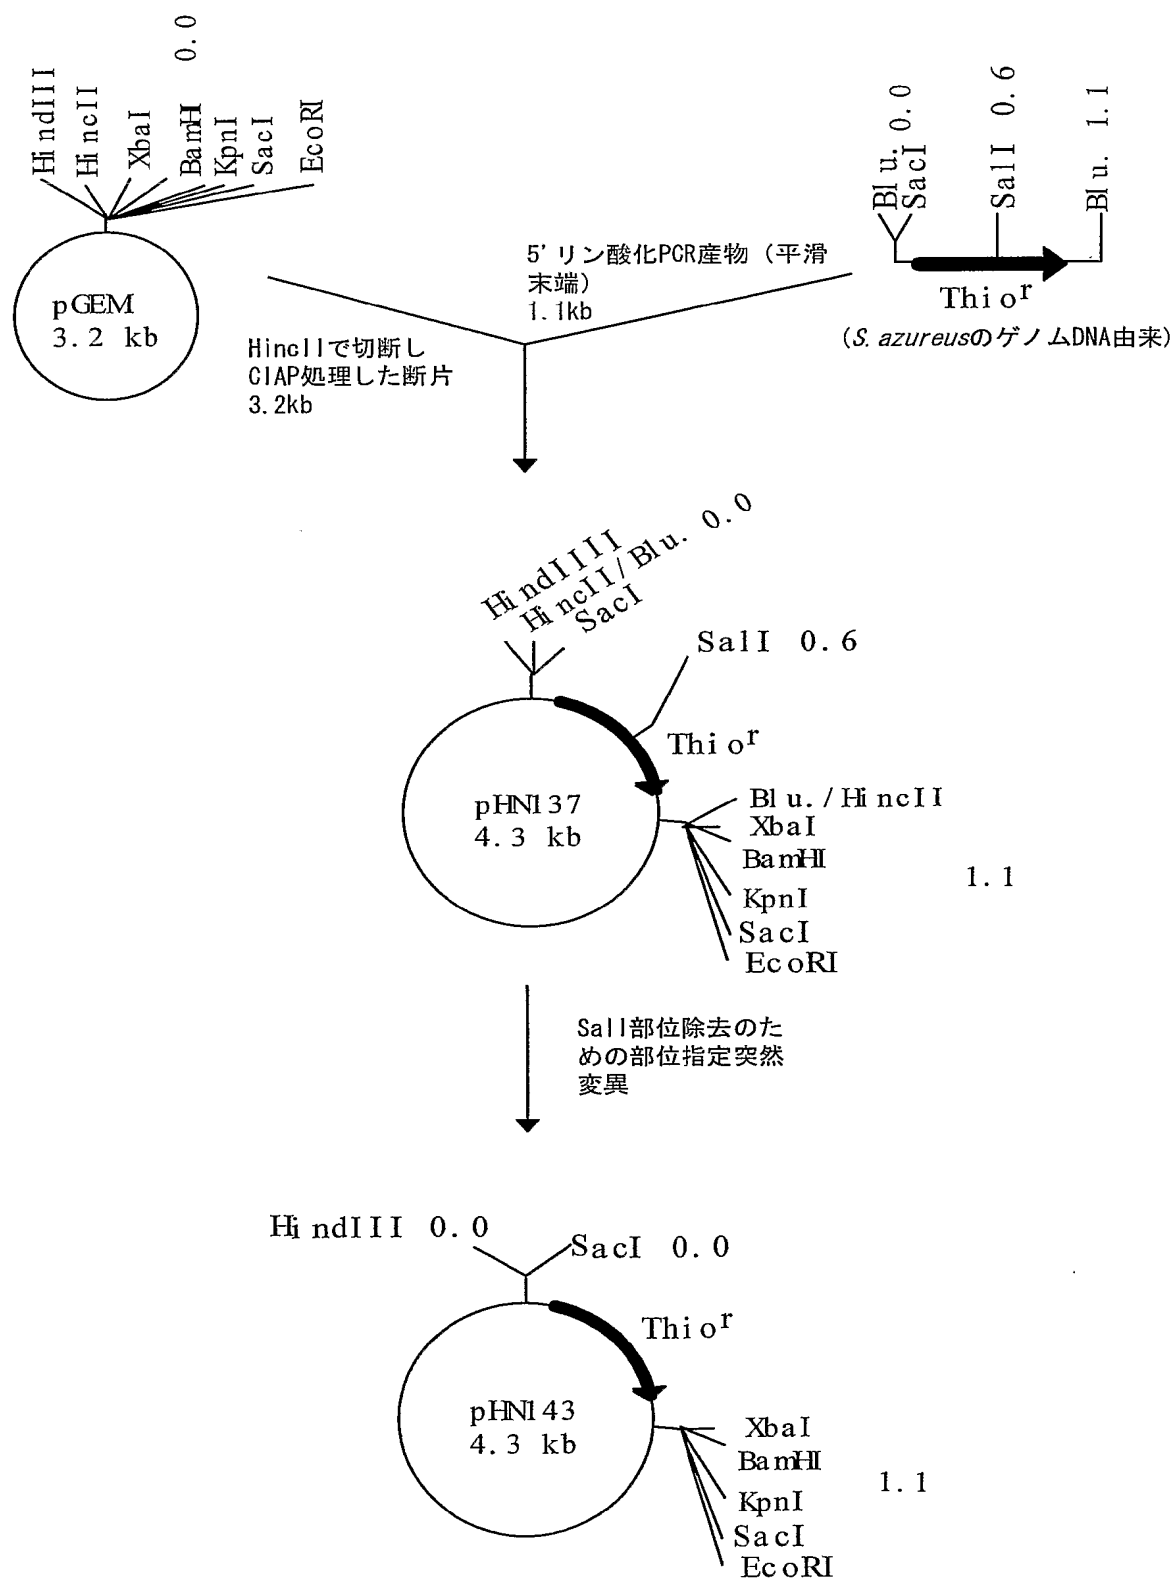 HindIII
HincII
XbaI
BamHI 0.0
KpnI
SacI
EcoRI
pGEM
3.2 kb
Blu. 0.0
SacI
SalI 0.6
Blu. 1.1
Thioʳ
(S. azureusのゲノムDNA由来)
5' リン酸化PCR産物（平滑
末端）
1.1kb
HincIIで切断し
CIAP処理した断片
3.2kb
HindIIII
HincII/Blu. 0.0
SacI
SalI 0.6
Thioʳ
pHN137
4.3 kb
Blu./HincII
XbaI
BamHI
1.1
KpnI
SacI
EcoRI
SalI部位除去のた
めの部位指定突然
変異
HindIII 0.0
SacI 0.0
Thioʳ
pHN143
4.3 kb
XbaI
BamHI
1.1
KpnI
SacI
EcoRI